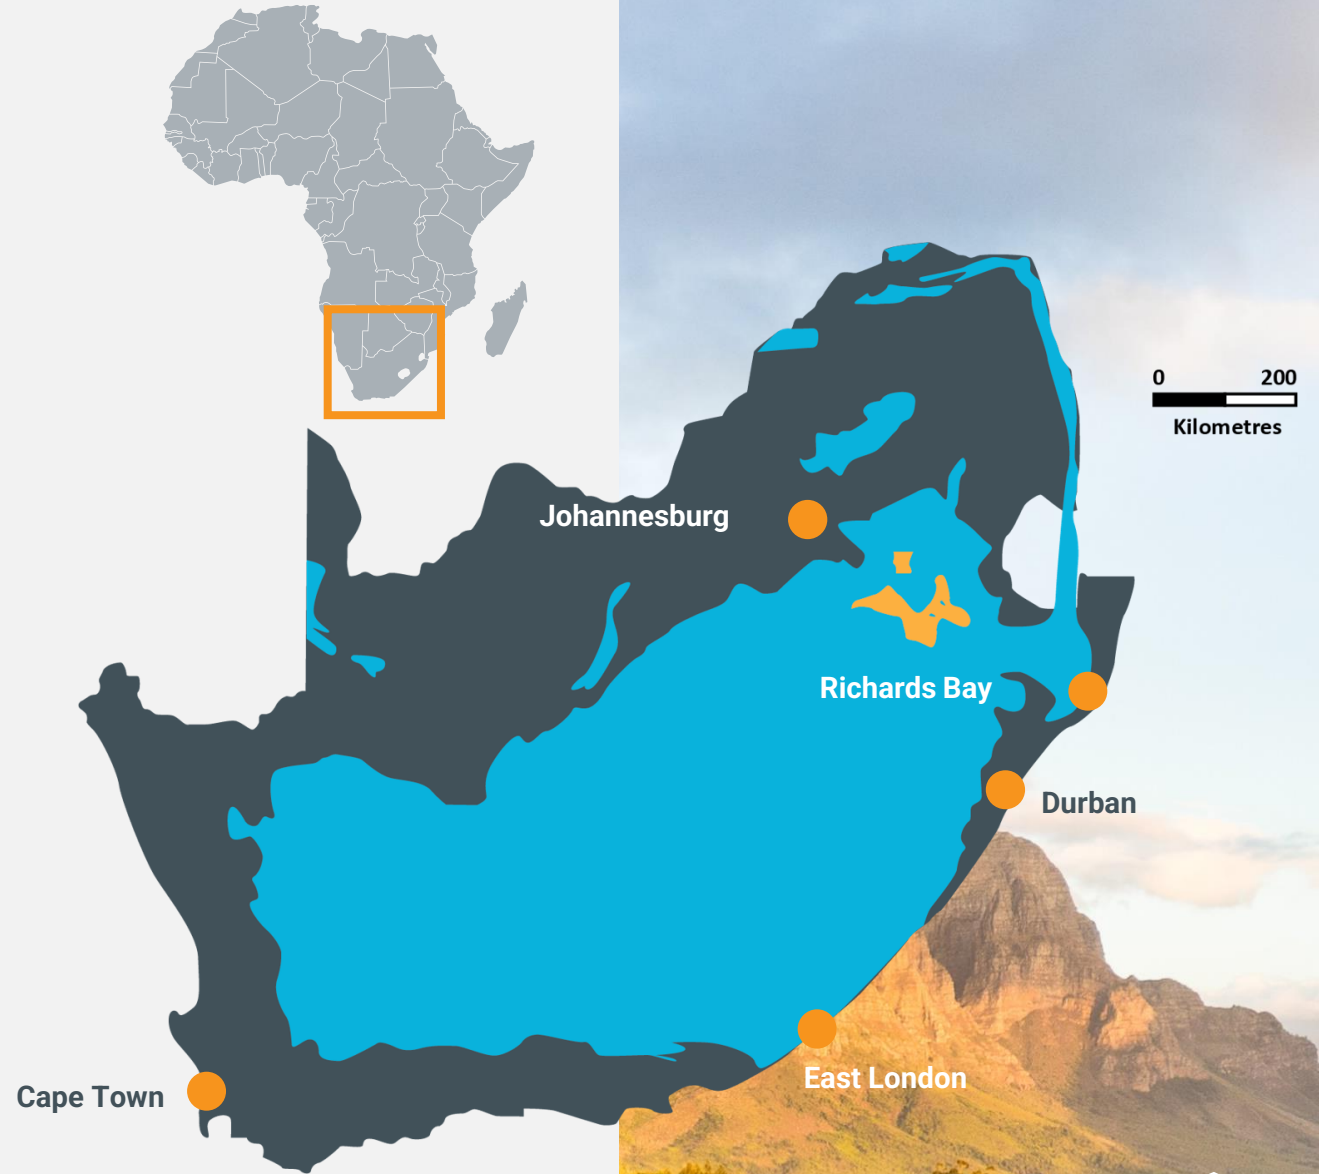 0 200
Kilometres
Johannesburg
Richards Bay
Durban
East London
Cape Town